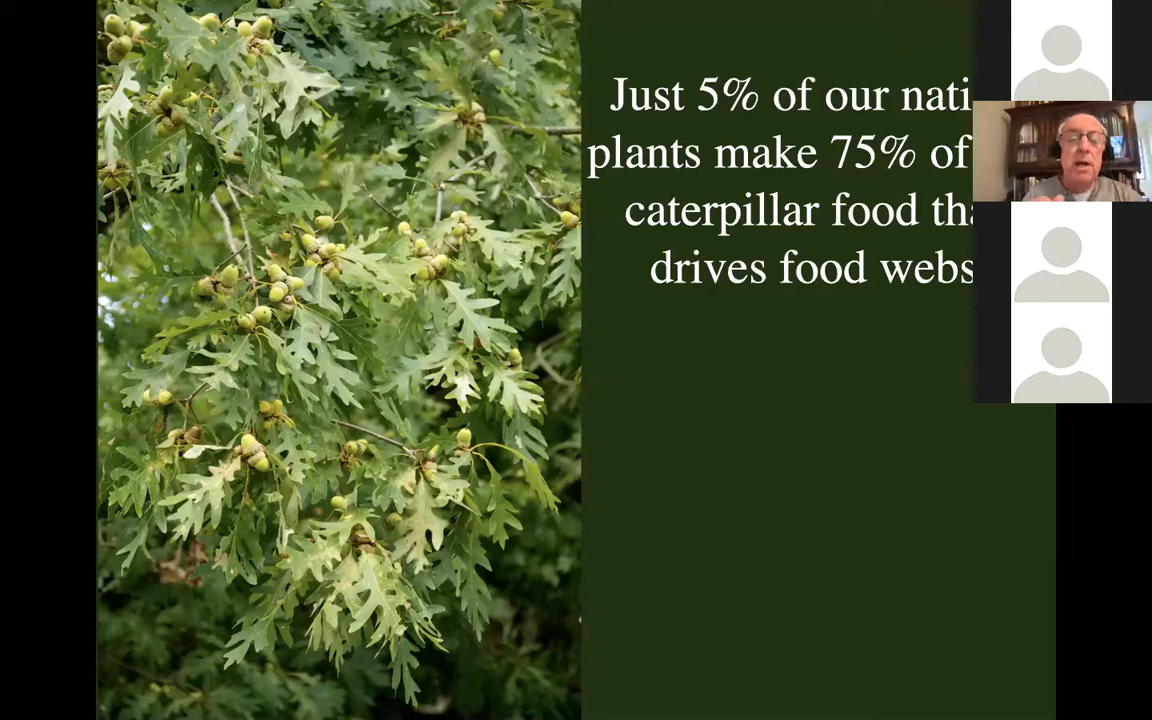 Just 5% of our nati
plants make 75% of
caterpillar food tha
drives food webs